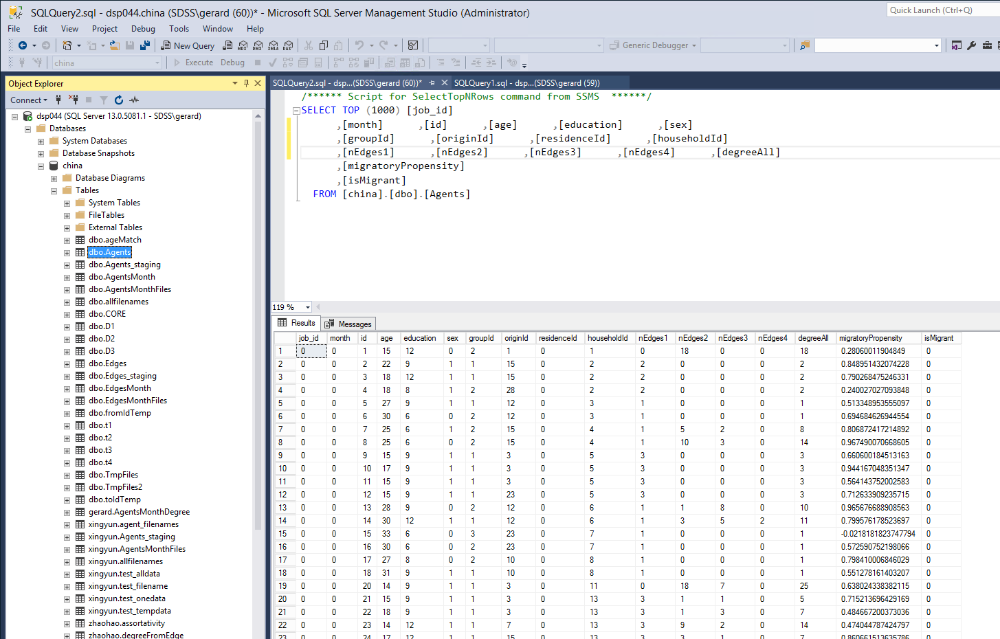 SQLQuery2.sql - dsp044.china (SDSS\gerard (60))* - Microsoft SQL Server Management Studio (Administrator)
Quick Launch (Ctrl+Q)
File Edit View Project Debug Tools Window Help
New Query MDX DMX XMLA DAX Generic Debugger
china Execute Debug
Object Explorer
Connect
dsp044 (SQL Server 13.0.5081.1 - SDSS\gerard)
Databases
System Databases
Database Snapshots
china
Database Diagrams
Tables
System Tables
FileTables
External Tables
dbo.ageMatch
dbo.Agents
dbo.Agents_staging
dbo.AgentsMonth
dbo.AgentsMonthFiles
dbo.allfilenames
dbo.CORE
dbo.D1
dbo.D2
dbo.D3
dbo.Edges
dbo.Edges_staging
dbo.EdgesMonth
dbo.EdgesMonthFiles
dbo.fromIdTemp
dbo.t1
dbo.t2
dbo.t3
dbo.t4
dbo.TmpFiles
dbo.TmpFiles2
dbo.toIdTemp
gerard.AgentsMonthDegree
xingyun.agent_filenames
xingyun.Agents_staging
xingyun.AgentsMonthFiles
xingyun.allfilenames
xingyun.test_alldata
xingyun.test_filename
xingyun.test_onedata
xingyun.test_tempdata
zhaohao.assortativity
zhaohao.degreeFromEdge
SQLQuery2.sql - dsp...(SDSS\gerard (60))* SQLQuery1.sql - dsp...(SDSS\gerard (59))
/****** Script for SelectTopNRows command from SSMS ******/
SELECT TOP (1000) [job_id]
,[month] ,[id] ,[age] ,[education] ,[sex]
,[groupId] ,[originId] ,[residenceId] ,[householdId]
,[nEdges1] ,[nEdges2] ,[nEdges3] ,[nEdges4] ,[degreeAll]
,[migratoryPropensity]
,[isMigrant]
FROM [china].[dbo].[Agents]
119 %
Results Messages
job_id month id age education sex groupId originId residenceId householdId nEdges1 nEdges2 nEdges3 nEdges4 degreeAll migratoryPropensity isMigrant
1 0 0 1 15 12 0 2 1 0 1 0 18 0 0 18 0.28060011904849 0
2 0 0 2 22 9 1 1 15 0 2 2 0 0 0 2 0.848951432074228 0
3 0 0 3 18 12 1 1 15 0 2 2 0 0 0 2 0.790268475246331 0
4 0 0 4 18 8 1 2 28 0 2 2 0 0 0 2 0.240027027093848 0
5 0 0 5 27 9 1 1 12 0 3 1 0 0 0 1 0.513348953555097 0
6 0 0 6 30 6 0 2 12 0 3 1 0 0 0 1 0.694684626944554 0
7 0 0 7 25 6 1 2 15 0 4 1 5 2 0 8 0.806872417214892 0
8 0 0 8 25 6 0 2 15 0 4 1 10 3 0 14 0.967490070668605 0
9 0 0 9 15 9 1 1 3 0 5 3 0 0 0 3 0.660600184513163 0
10 0 0 10 17 9 1 1 3 0 5 3 0 0 0 3 0.944167048351347 0
11 0 0 11 15 9 1 1 3 0 5 3 0 0 0 3 0.564143752002583 0
12 0 0 12 15 9 1 1 23 0 5 3 0 0 0 3 0.712633909235715 0
13 0 0 13 28 9 0 2 12 0 6 1 1 8 0 10 0.965676688908563 0
14 0 0 14 30 12 1 1 12 0 6 1 3 5 2 11 0.799576178523697 0
15 0 0 15 33 6 0 3 23 0 7 1 0 0 0 1 -0.0218181823747794 0
16 0 0 16 30 6 0 2 23 0 7 1 0 0 0 1 0.572590752198066 0
17 0 0 17 27 8 0 2 10 0 8 1 0 0 0 1 0.798410006846029 0
18 0 0 18 31 9 1 1 10 0 8 1 0 0 0 1 0.551278161403207 0
19 0 0 20 14 9 1 1 3 0 11 0 18 7 0 25 0.638024338382115 0
20 0 0 21 15 9 1 1 3 0 13 3 1 1 0 5 0.715213696429169 0
21 0 0 22 18 9 1 1 3 0 13 3 1 3 0 7 0.484667200373036 0
22 0 0 23 14 12 1 1 7 0 13 3 9 2 0 14 0.474044787424797 0
23 0 0 24 17 12 1 1 15 0 13 3 3 1 0 7 0.860661513635786 0